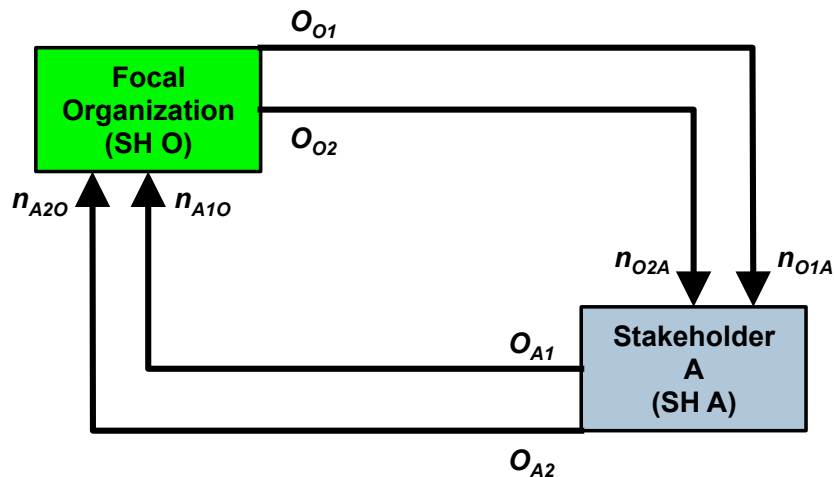 O_O1
Focal
Organization
(SH O)
O_O2
n_A2O
n_A1O
n_O2A
n_O1A
Stakeholder
A
(SH A)
O_A1
O_A2